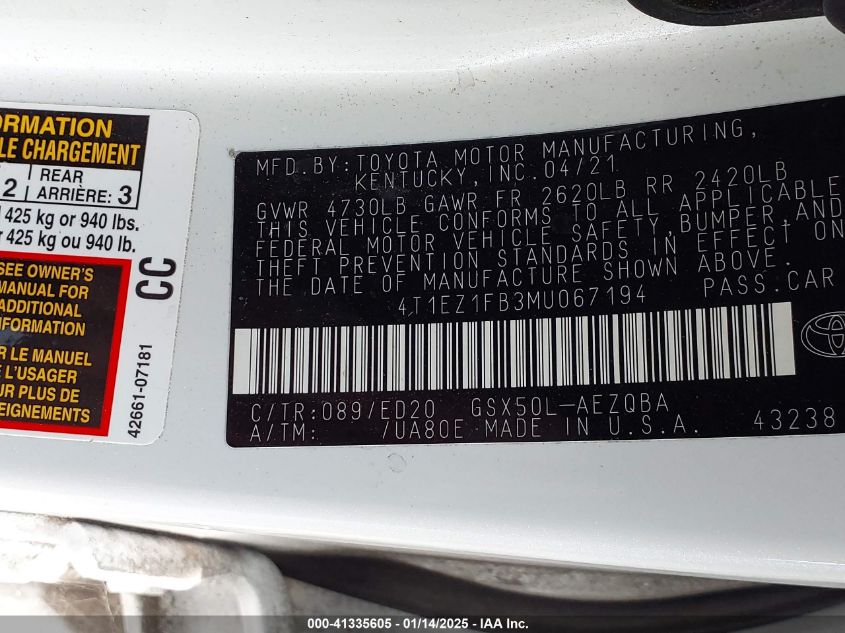 ORMATION
LE CHARGEMENT
2 REAR ARRIÈRE: 3
425 kg or 940 lbs.
425 kg ou 940 lb.
SEE OWNER'S
MANUAL FOR
ADDITIONAL
NFORMATION
R LE MANUEL
E L'USAGER
UR PLUS DE
EIGNEMENTS
CC
42661-07181
MFD.BY:TOYOTA MOTOR MANUFACTURING,
KENTUCKY,INC.04/21
GVWR 4730LB GAWR FR 2620LB RR 2420LB
THIS VEHICLE CONFORMS TO ALL APPLICABLE
FEDERAL MOTOR VEHICLE SAFETY,BUMPER,AND
THEFT PREVENTION STANDARDS IN EFFECT ON
THE DATE OF MANUFACTURE SHOWN ABOVE.
4T1EZ1FB3MU067194 PASS.CAR
C/TR:089/ED20 GSX50L-AEZQBA
A/TM: /UA80E MADE IN U.S.A. 43238
000-41335605 - 01/14/2025 - IAA Inc.